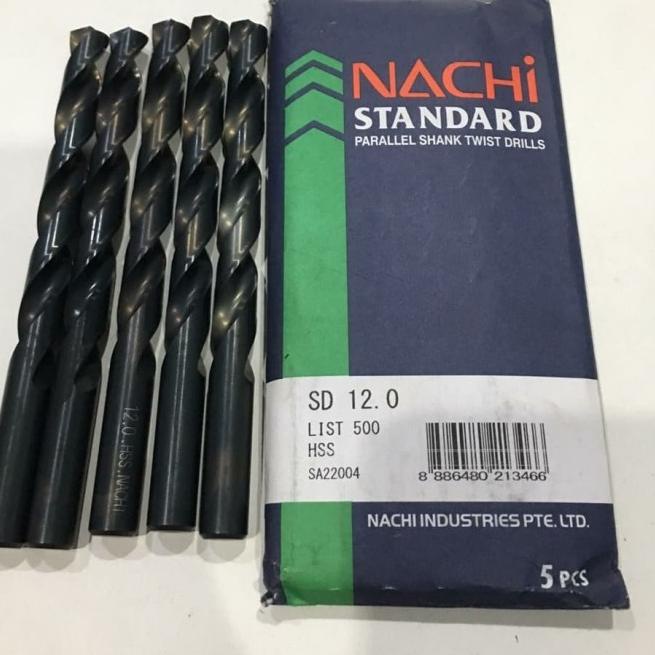 NACHi
STANDARD
PARALLEL SHANK TWIST DRILLS
SD 12.0
LIST 500
HSS
SA22004
8 886480 213466
NACHI INDUSTRIES PTE. LTD.
5 PCS
12.0 .HSS .NACHI